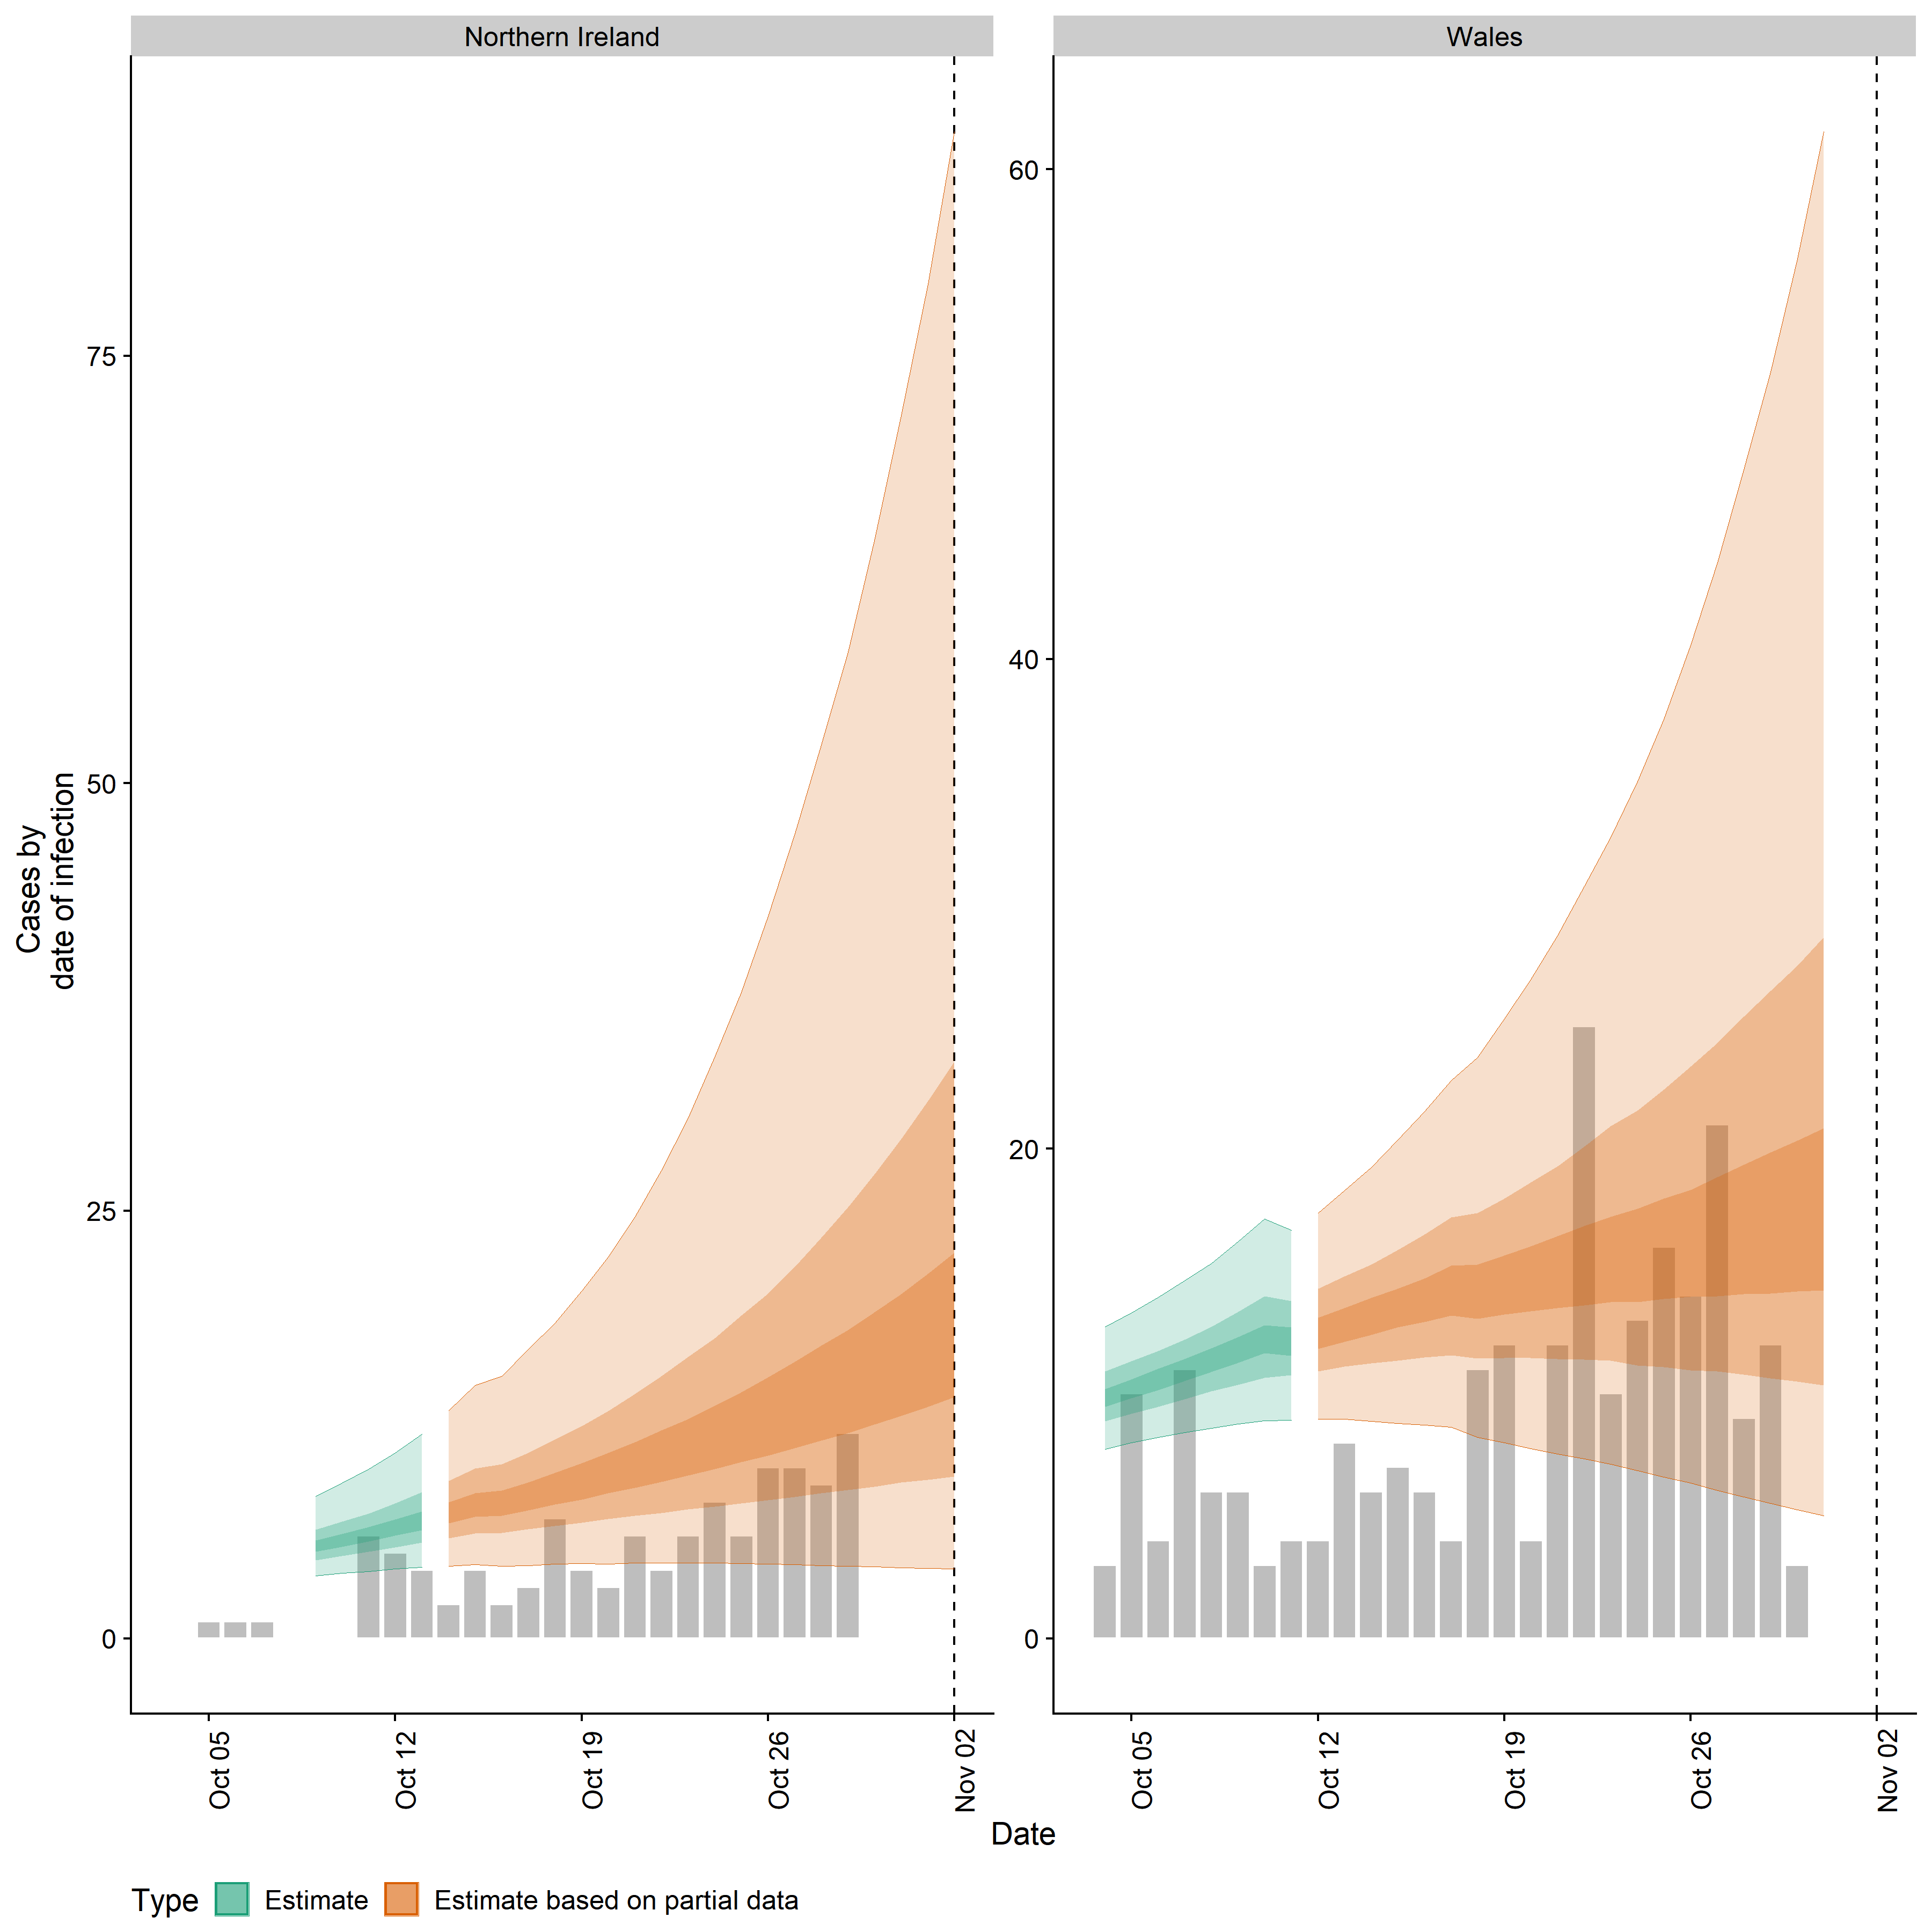 Northern Ireland
Wales
Cases by
date of infection
75
50
25
0
60
40
20
0
Oct 05
Oct 12
Oct 19
Oct 26
Nov 02
Oct 05
Oct 12
Oct 19
Oct 26
Nov 02
Date
Type Estimate Estimate based on partial data